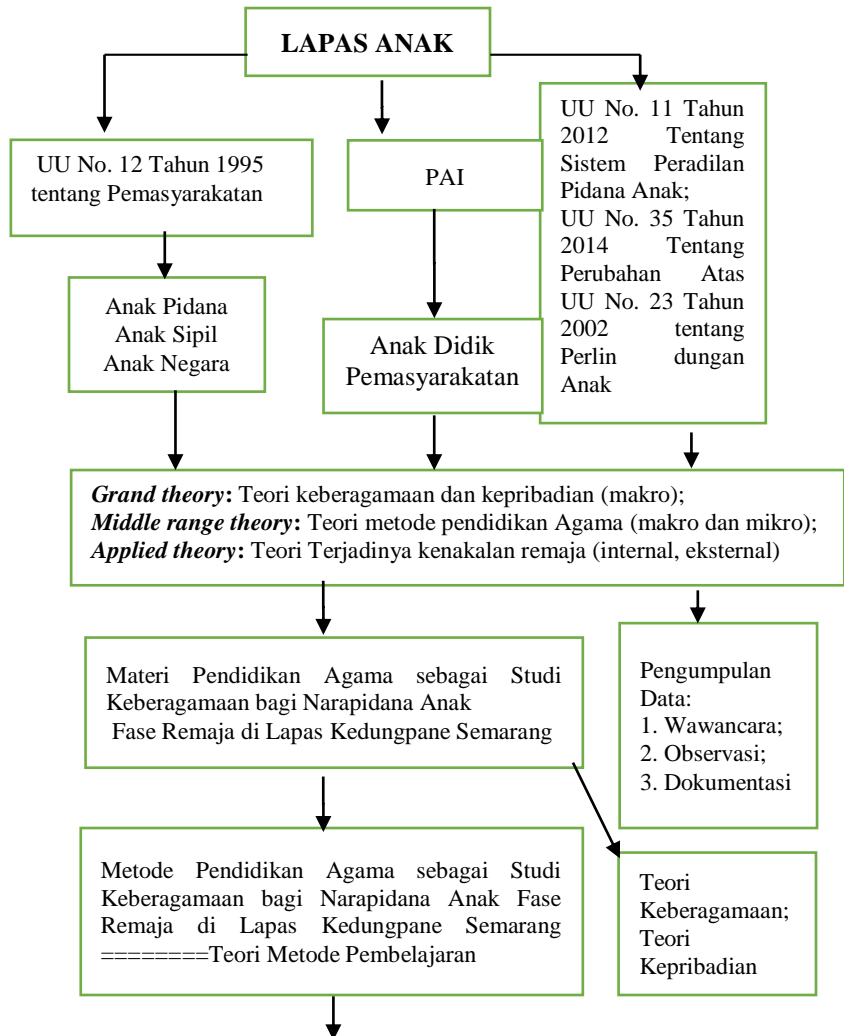 LAPAS ANAK
UU No. 12 Tahun 1995
tentang Pemasyarakatan
PAI
UU No. 11 Tahun
2012 Tentang
Sistem Peradilan
Pidana Anak;
UU No. 35 Tahun
2014 Tentang
Perubahan Atas
UU No. 23 Tahun
2002 tentang
Perlin dungan
Anak
Anak Pidana
Anak Sipil
Anak Negara
Anak Didik
Pemasyarakatan
Grand theory: Teori keberagamaan dan kepribadian (makro);
Middle range theory: Teori metode pendidikan Agama (makro dan mikro);
Applied theory: Teori Terjadinya kenakalan remaja (internal, eksternal)
Materi Pendidikan Agama sebagai Studi
Keberagamaan bagi Narapidana Anak
Fase Remaja di Lapas Kedungpane Semarang
Pengumpulan
Data:
1. Wawancara;
2. Observasi;
3. Dokumentasi
Metode Pendidikan Agama sebagai Studi
Keberagamaan bagi Narapidana Anak Fase
Remaja di Lapas Kedungpane Semarang
========Teori Metode Pembelajaran
Teori
Keberagamaan;
Teori
Kepribadian